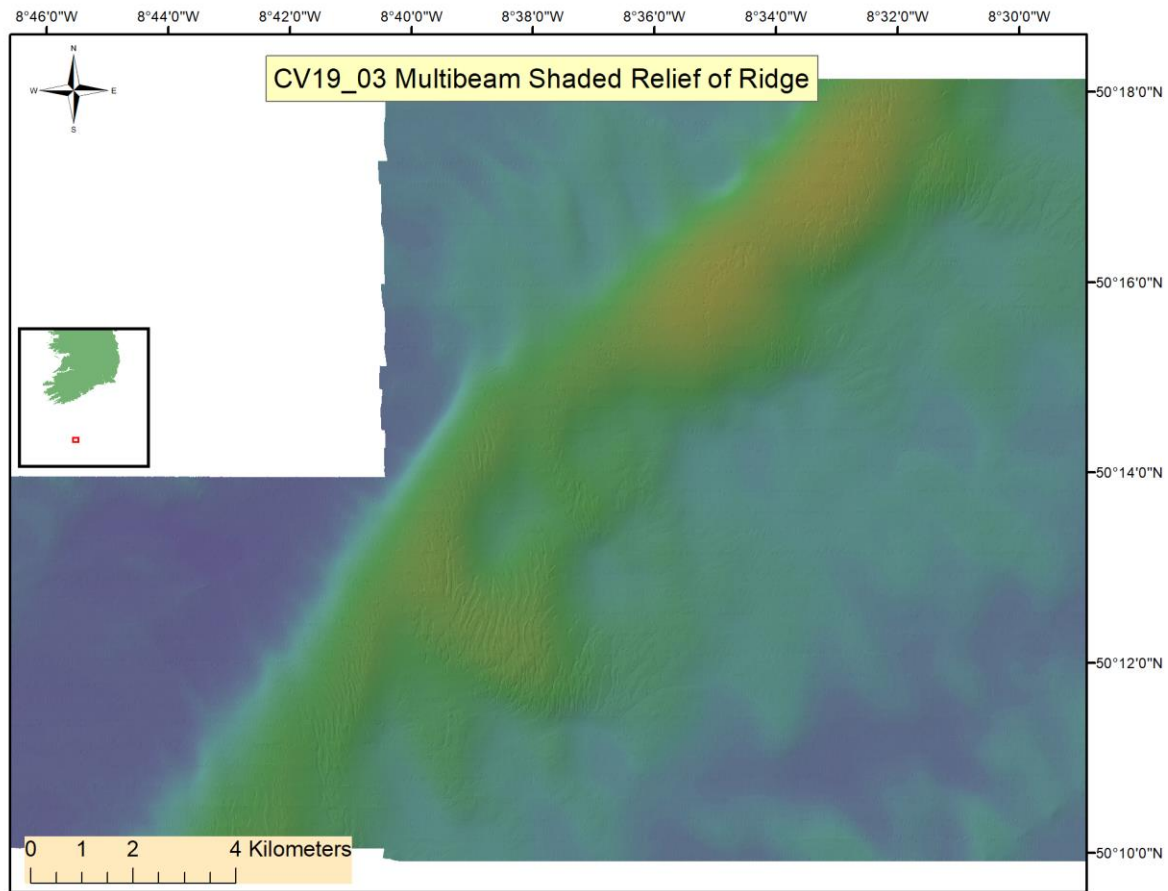 8°46'0"W 8°44'0"W 8°42'0"W 8°40'0"W 8°38'0"W 8°36'0"W 8°34'0"W 8°32'0"W 8°30'0"W
N
W E
S
CV19_03 Multibeam Shaded Relief of Ridge
50°18'0"N
50°16'0"N
50°14'0"N
50°12'0"N
50°10'0"N
0 1 2 4 Kilometers